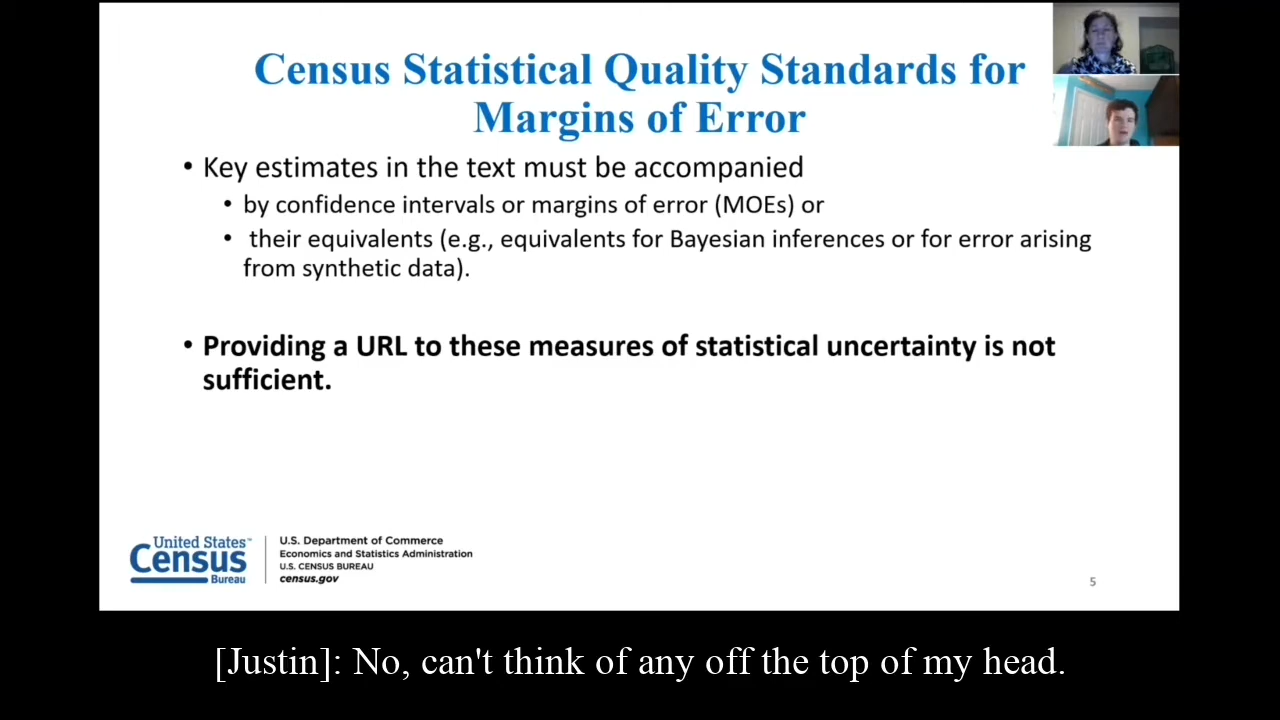 Census Statistical Quality Standards for
Margins of Error
• Key estimates in the text must be accompanied
• by confidence intervals or margins of error (MOEs) or
• their equivalents (e.g., equivalents for Bayesian inferences or for error arising
from synthetic data).
• Providing a URL to these measures of statistical uncertainty is not
sufficient.
United States™
Census
Bureau
U.S. Department of Commerce
Economics and Statistics Administration
U.S. CENSUS BUREAU
census.gov
5
[Justin]: No, can't think of any off the top of my head.